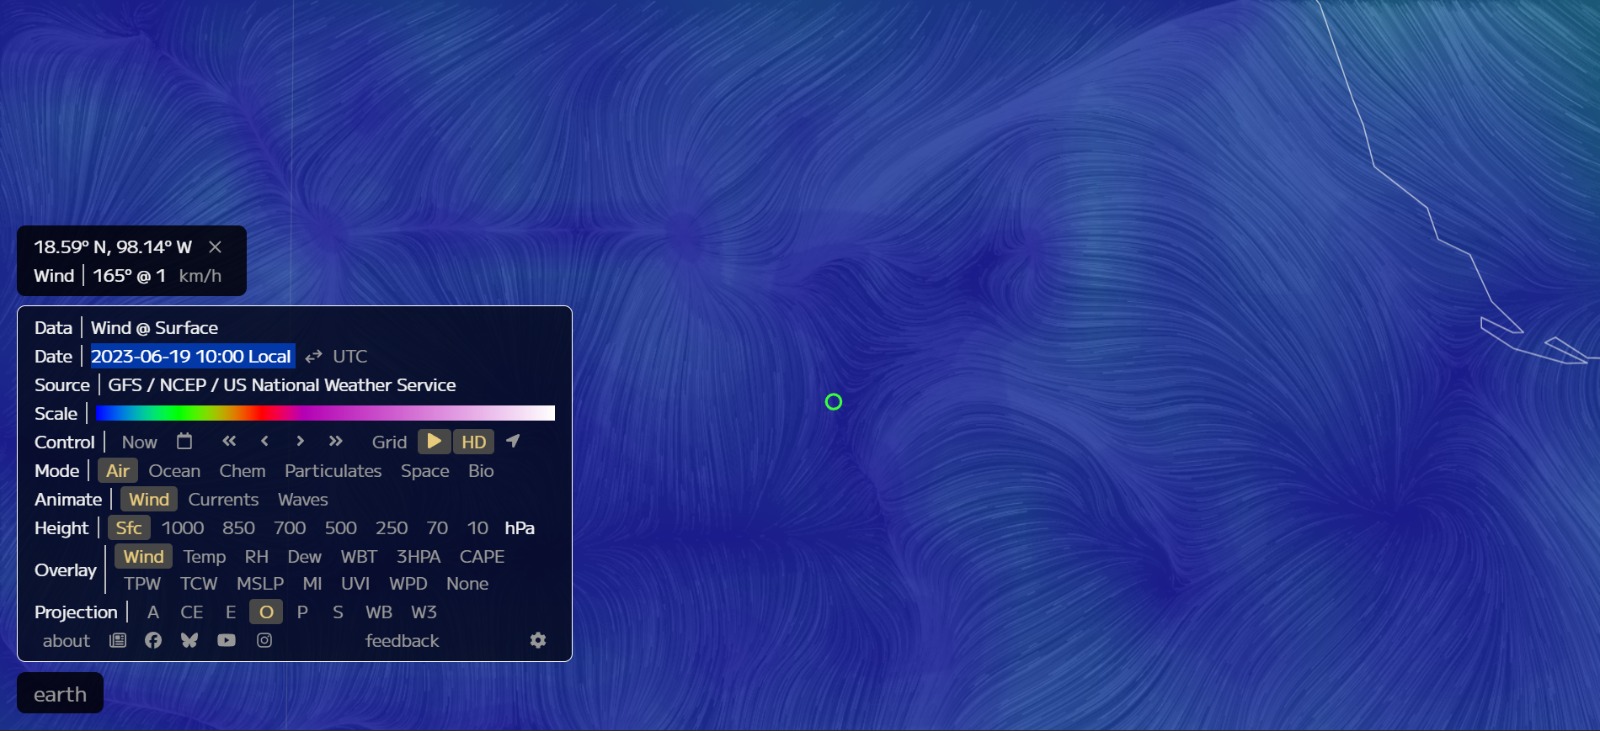 18.59° N, 98.14° W ×
Wind | 165° @ 1 km/h
Data | Wind @ Surface
Date | 2023-06-19 10:00 Local ⇄ UTC
Source | GFS / NCEP / US National Weather Service
Scale |
Control | Now « ‹ › » Grid HD
Mode | Air Ocean Chem Particulates Space Bio
Animate | Wind Currents Waves
Height | Sfc 1000 850 700 500 250 70 10 hPa
Overlay | Wind Temp RH Dew WBT 3HPA CAPE
TPW TCW MSLP MI UVI WPD None
Projection | A CE E O P S WB W3
about feedback
earth